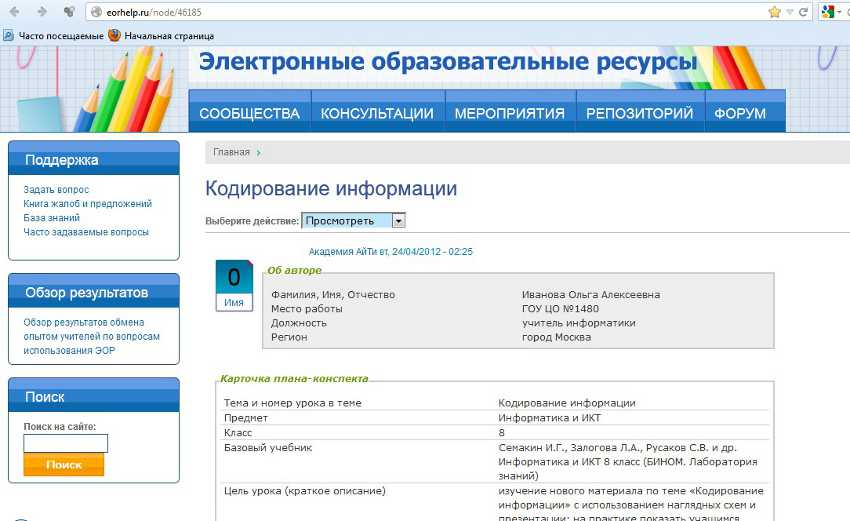 eorhelp.ru/node/46185
Часто посещаемые Начальная страница
Электронные образовательные ресурсы
СООБЩЕСТВА КОНСУЛЬТАЦИИ МЕРОПРИЯТИЯ РЕПОЗИТОРИЙ ФОРУМ
Поддержка
Задать вопрос
Книга жалоб и предложений
База знаний
Часто задаваемые вопросы
Обзор результатов
Обзор результатов обмена
опытом учителей по вопросам
использования ЭОР
Поиск
Поиск на сайте:
Поиск
Главная
Кодирование информации
Выберите действие: Просмотреть
Академия АйТи вт, 24/04/2012 - 02:25
0
Имя
Об авторе
Фамилия, Имя, Отчество Иванова Ольга Алексеевна
Место работы ГОУ ЦО №1480
Должность учитель информатики
Регион город Москва
Карточка плана-конспекта
Тема и номер урока в теме Кодирование информации
Предмет Информатика и ИКТ
Класс 8
Базовый учебник Семакин И.Г., Залогова Л.А., Русаков С.В. и др.
Информатика и ИКТ 8 класс (БИНОМ. Лаборатория
знаний)
Цель урока (краткое описание) изучение нового материала по теме «Кодирование
информации» с использованием наглядных схем и
презентации; на практике показать учащимся